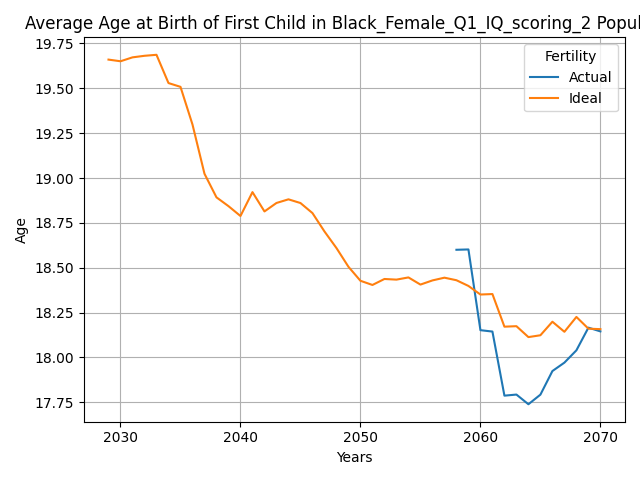 Average Age at Birth of First Child in Black_Female_Q1_IQ_scoring_2 Popul
Fertility
Actual
Ideal
19.75
19.50
19.25
19.00
18.75
18.50
18.25
18.00
17.75
Age
2030 2040 2050 2060 2070
Years